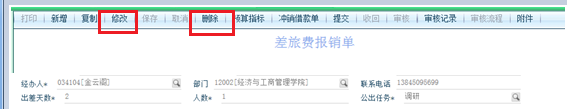 打印 新增 复制 修改 保存 取消 删除 预算指标 冲销借款单 提交 收回 审核 审核记录 审核流程 附件
差旅费报销单
经办人* 034104[金云阁] 部门 12002[经济与工商管理学院] 联系电话 13845095699
出差天数* 2 人数* 1 公出任务* 调研